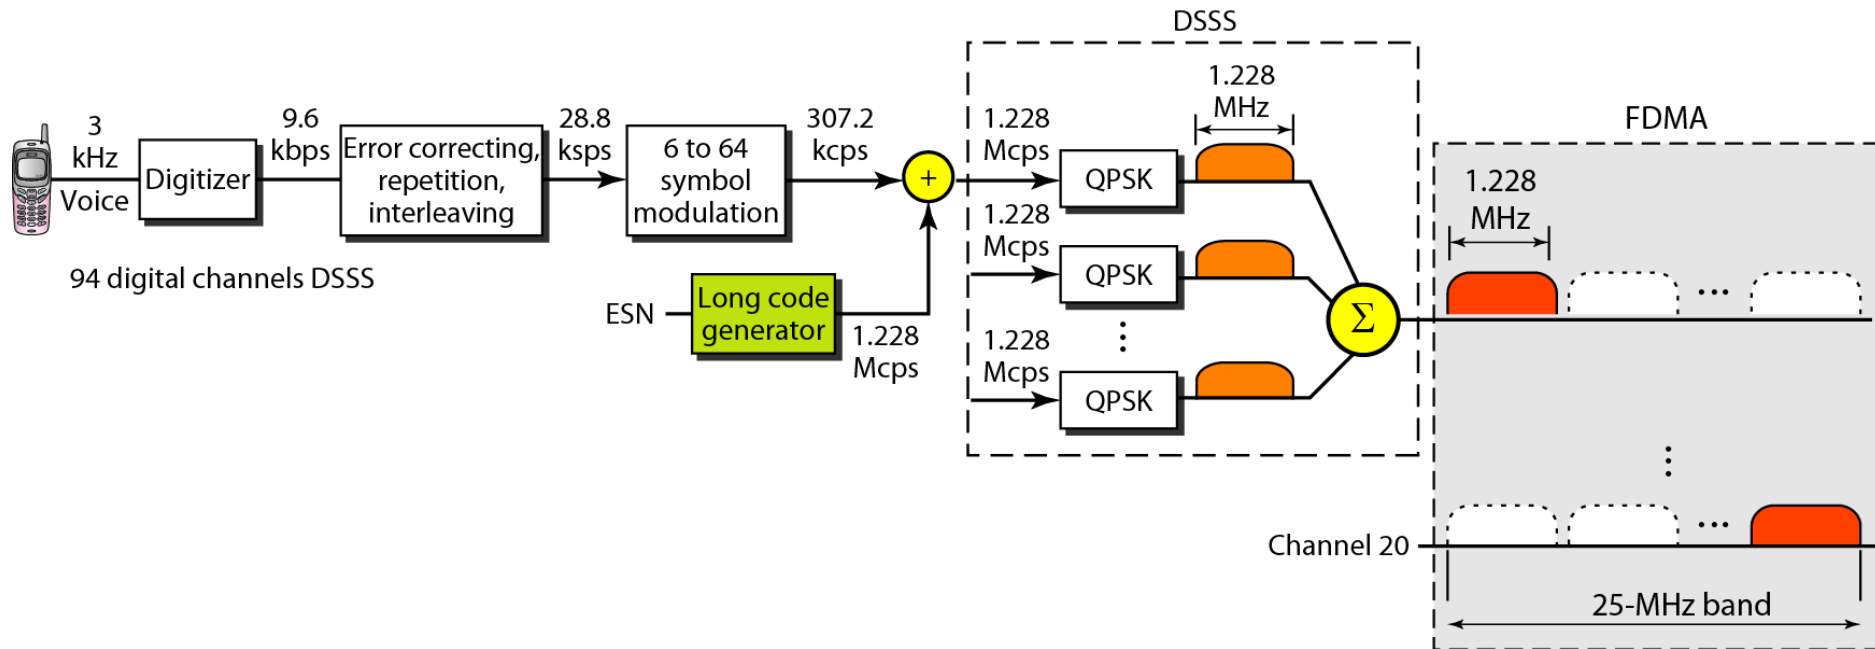 DSSS
3
kHz
Voice
Digitizer
9.6
kbps
Error correcting,
repetition,
interleaving
28.8
ksps
6 to 64
symbol
modulation
307.2
kcps
+
94 digital channels DSSS
ESN
Long code
generator
1.228
Mcps
1.228
Mcps
QPSK
1.228
MHz
1.228
Mcps
QPSK
1.228
Mcps
QPSK
Σ
FDMA
1.228
MHz
...
Channel 20
...
25-MHz band